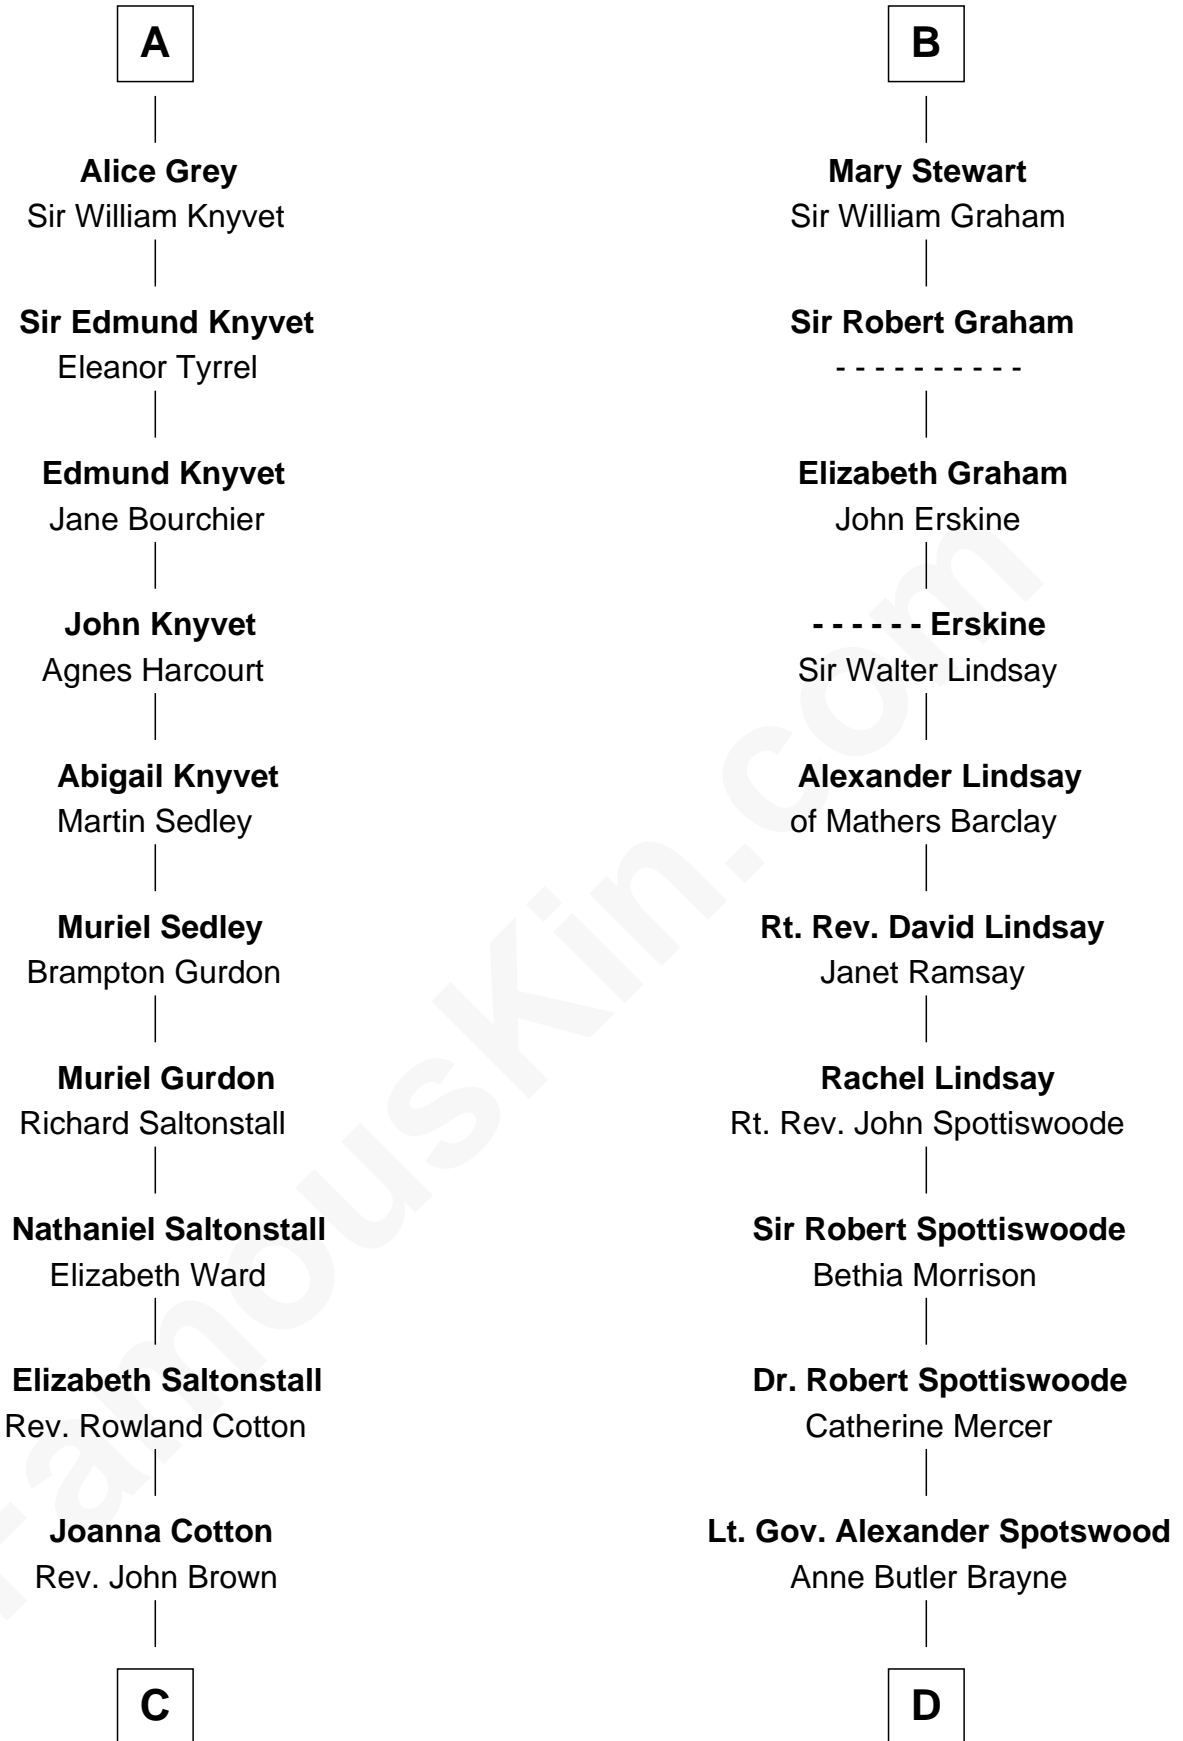 A
Alice Grey
Sir William Knyvet
Sir Edmund Knyvet
Eleanor Tyrrel
Edmund Knyvet
Jane Bourchier
John Knyvet
Agnes Harcourt
Abigail Knyvet
Martin Sedley
Muriel Sedley
Brampton Gurdon
Muriel Gurdon
Richard Saltonstall
Nathaniel Saltonstall
Elizabeth Ward
Elizabeth Saltonstall
Rev. Rowland Cotton
Joanna Cotton
Rev. John Brown
C
B
Mary Stewart
Sir William Graham
Sir Robert Graham
- - - - - - - - - -
Elizabeth Graham
John Erskine
- - - - - - Erskine
Sir Walter Lindsay
Alexander Lindsay
of Mathers Barclay
Rt. Rev. David Lindsay
Janet Ramsay
Rachel Lindsay
Rt. Rev. John Spottiswoode
Sir Robert Spottiswoode
Bethia Morrison
Dr. Robert Spottiswoode
Catherine Mercer
Lt. Gov. Alexander Spotswood
Anne Butler Brayne
D
FamousKin.com